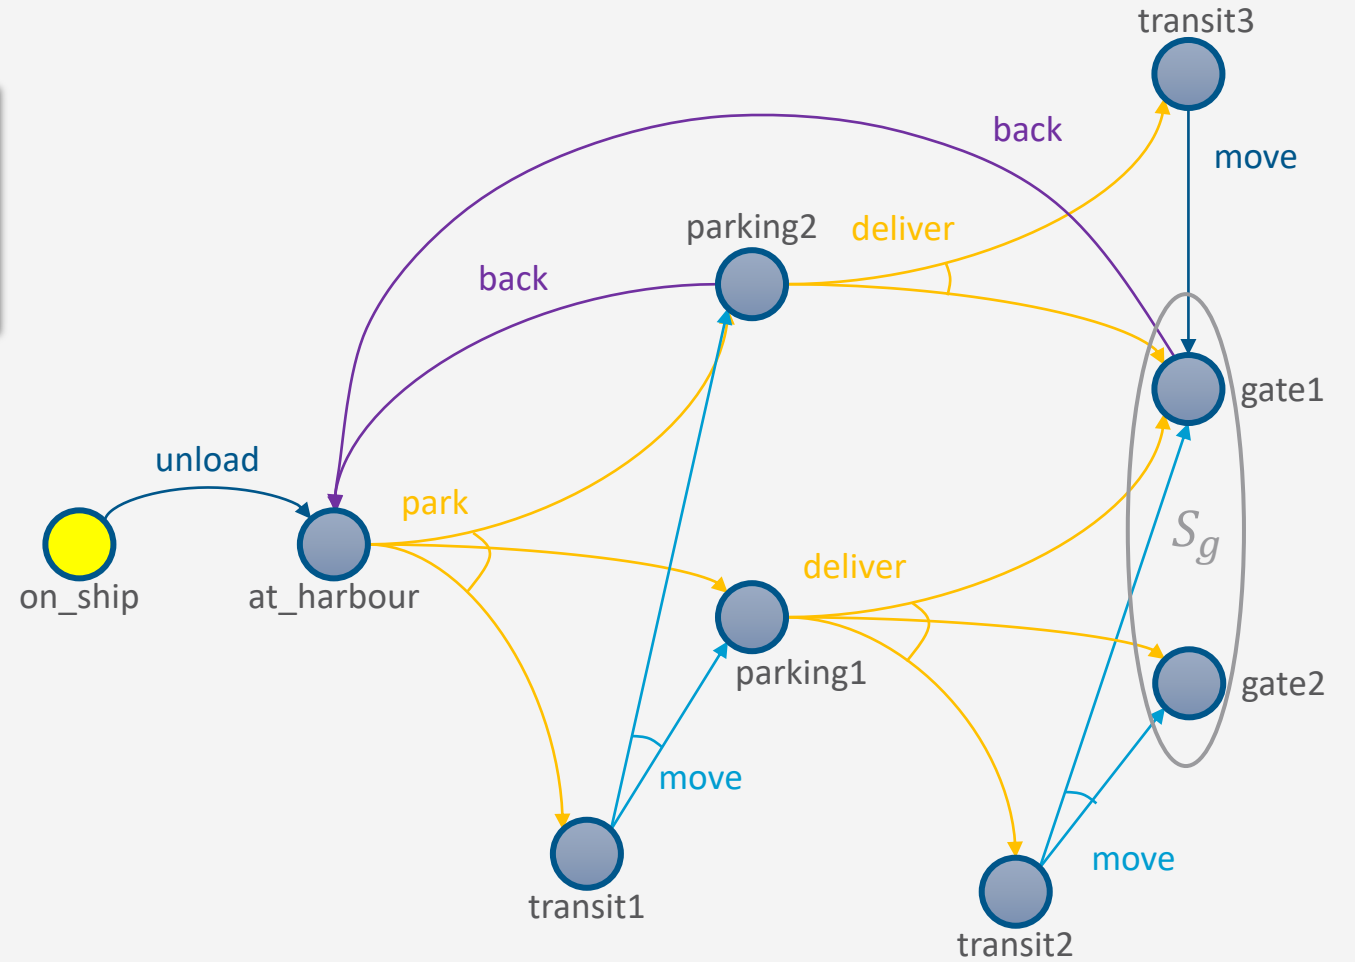 transit3
back
move
parking2
deliver
back
gate1
unload
park
S_g
deliver
on_ship
at_harbour
parking1
gate2
move
move
transit1
transit2